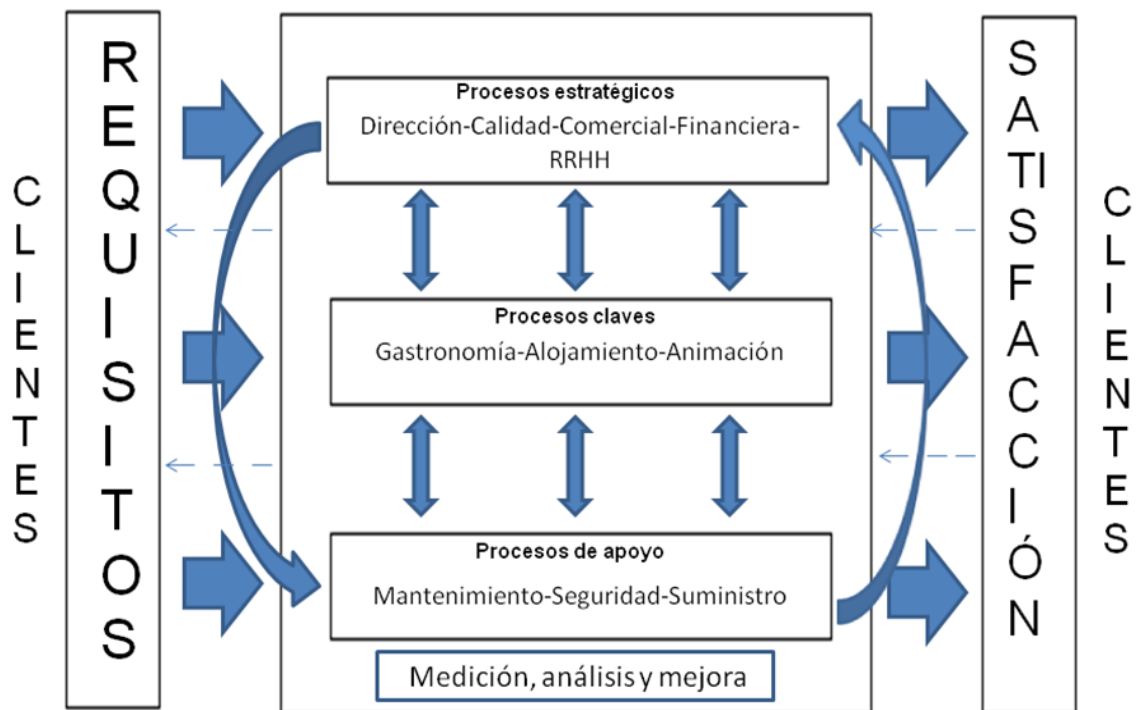 CLIENTES
REQUISITOS
Procesos estratégicos
Dirección-Calidad-Comercial-Financiera-
RRHH
Procesos claves
Gastronomía-Alojamiento-Animación
Procesos de apoyo
Mantenimiento-Seguridad-Suministro
Medición, análisis y mejora
SATISFACCIÓN
CLIENTES